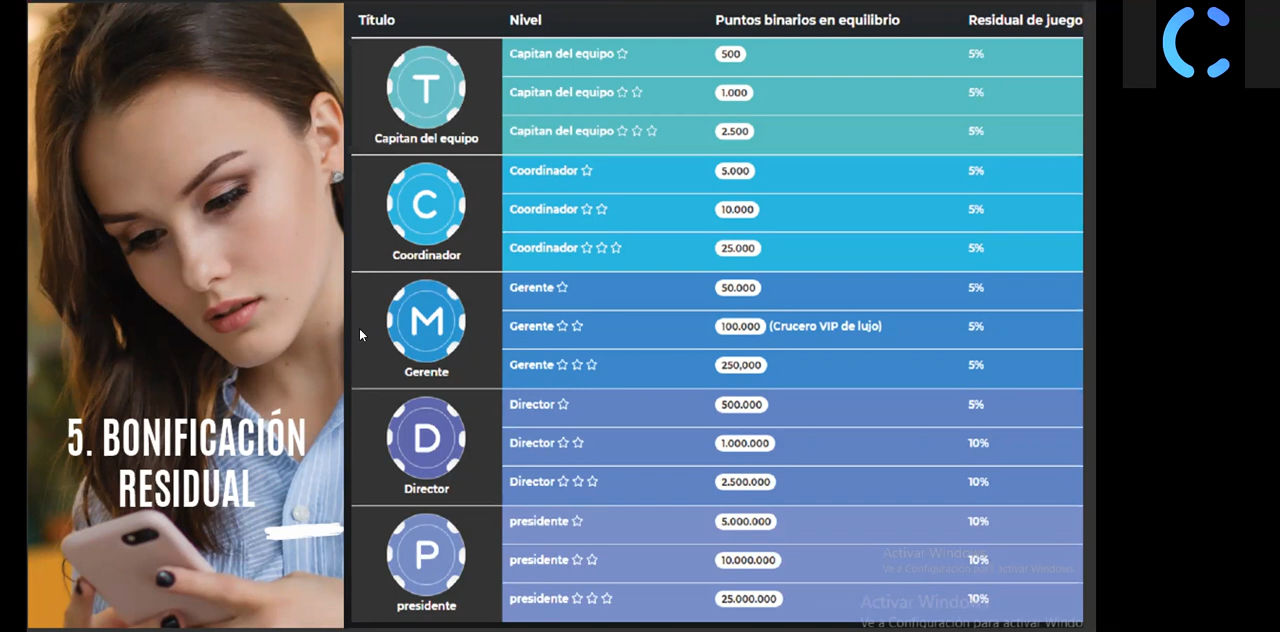 Título Nivel Puntos binarios en equilibrio Residual de juego
T
Capitan del equipo
Capitan del equipo ☆ 500 5%
Capitan del equipo ☆ ☆ 1.000 5%
Capitan del equipo ☆ ☆ ☆ 2.500 5%
C
Coordinador
Coordinador ☆ 5.000 5%
Coordinador ☆ ☆ 10.000 5%
Coordinador ☆ ☆ ☆ 25.000 5%
M
Gerente
Gerente ☆ 50.000 5%
Gerente ☆ ☆ 100.000 (Crucero VIP de lujo) 5%
Gerente ☆ ☆ ☆ 250,000 5%
D
Director
Director ☆ 500.000 5%
Director ☆ ☆ 1.000.000 10%
Director ☆ ☆ ☆ 2.500.000 10%
P
presidente
presidente ☆ 5.000.000 10%
presidente ☆ ☆ 10.000.000 10%
presidente ☆ ☆ ☆ 25.000.000 10%
5. BONIFICACIÓN
RESIDUAL
Activar Windows
Ve a Configuración para activar Windows.
Activar Windows
Ve a Configuración para activar Windo